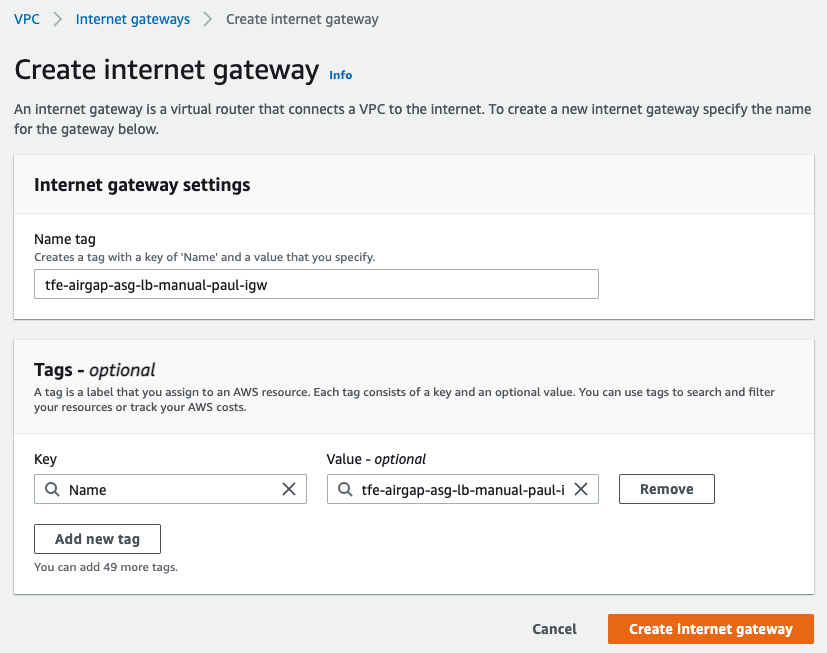 VPC > Internet gateways > Create internet gateway
Create internet gateway Info
An internet gateway is a virtual router that connects a VPC to the internet. To create a new internet gateway specify the name
for the gateway below.
Internet gateway settings
Name tag
Creates a tag with a key of 'Name' and a value that you specify.
tfe-airgap-asg-lb-manual-paul-igw
Tags - optional
A tag is a label that you assign to an AWS resource. Each tag consists of a key and an optional value. You can use tags to search and filter
your resources or track your AWS costs.
Key Value - optional
Name tfe-airgap-asg-lb-manual-paul-i Remove
Add new tag
You can add 49 more tags.
Cancel Create internet gateway